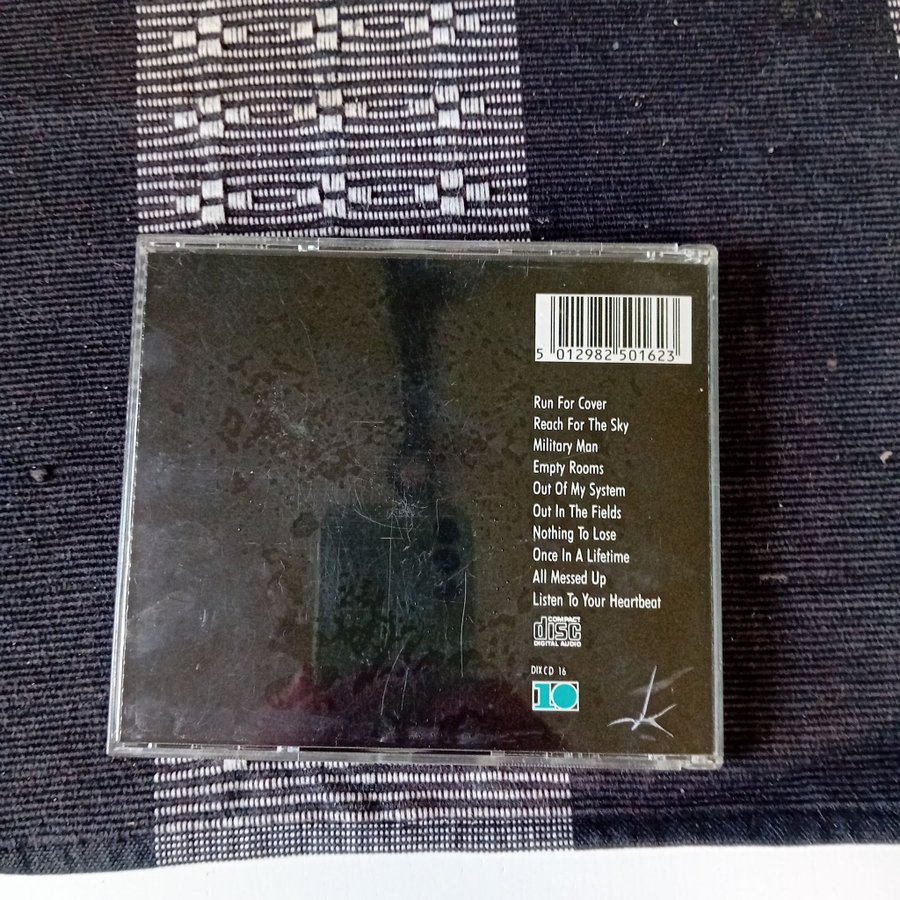 5 012982 501623
Run For Cover
Reach For The Sky
Military Man
Empty Rooms
Out Of My System
Out In The Fields
Nothing To Lose
Once In A Lifetime
All Messed Up
Listen To Your Heartbeat
COMPACT
disc
DIGITAL AUDIO
DIXCD 16
10